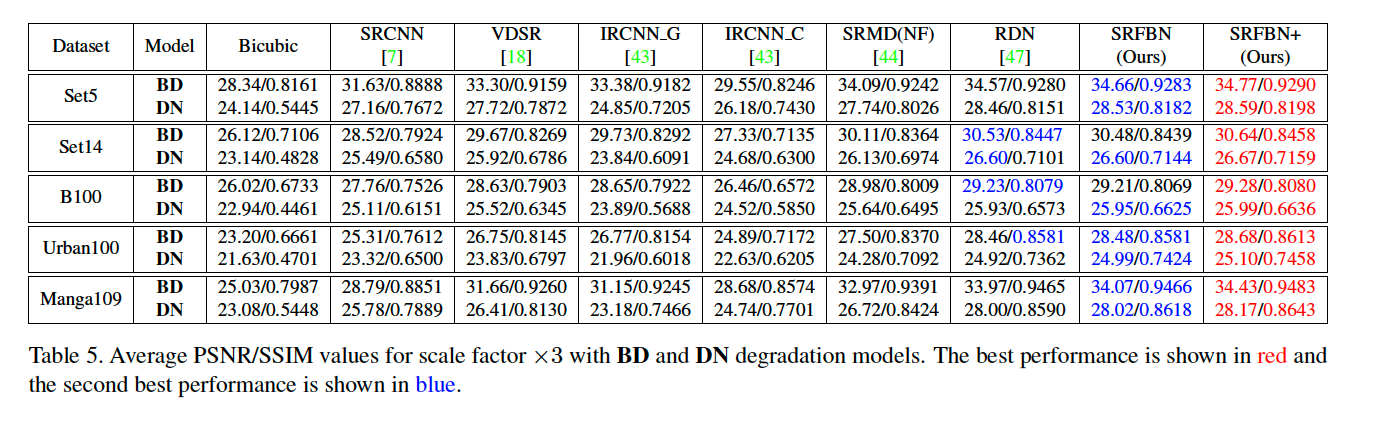 Dataset Model Bicubic SRCNN [7] VDSR [18] IRCNN_G [43] IRCNN_C [43] SRMD(NF) [44] RDN [47] SRFBN (Ours) SRFBN+ (Ours)
Set5 BD 28.34/0.8161 31.63/0.8888 33.30/0.9159 33.38/0.9182 29.55/0.8246 34.09/0.9242 34.57/0.9280 34.66/0.9283 34.77/0.9290
DN 24.14/0.5445 27.16/0.7672 27.72/0.7872 24.85/0.7205 26.18/0.7430 27.74/0.8026 28.46/0.8151 28.53/0.8182 28.59/0.8198
Set14 BD 26.12/0.7106 28.52/0.7924 29.67/0.8269 29.73/0.8292 27.33/0.7135 30.11/0.8364 30.53/0.8447 30.48/0.8439 30.64/0.8458
DN 23.14/0.4828 25.49/0.6580 25.92/0.6786 23.84/0.6091 24.68/0.6300 26.13/0.6974 26.60/0.7101 26.60/0.7144 26.67/0.7159
B100 BD 26.02/0.6733 27.76/0.7526 28.63/0.7903 28.65/0.7922 26.46/0.6572 28.98/0.8009 29.23/0.8079 29.21/0.8069 29.28/0.8080
DN 22.94/0.4461 25.11/0.6151 25.52/0.6345 23.89/0.5688 24.52/0.5850 25.64/0.6495 25.93/0.6573 25.95/0.6625 25.99/0.6636
Urban100 BD 23.20/0.6661 25.31/0.7612 26.75/0.8145 26.77/0.8154 24.89/0.7172 27.50/0.8370 28.46/0.8581 28.48/0.8581 28.68/0.8613
DN 21.63/0.4701 23.32/0.6500 23.83/0.6797 21.96/0.6018 22.63/0.6205 24.28/0.7092 24.92/0.7362 24.99/0.7424 25.10/0.7458
Manga109 BD 25.03/0.7987 28.79/0.8851 31.66/0.9260 31.15/0.9245 28.68/0.8574 32.97/0.9391 33.97/0.9465 34.07/0.9466 34.43/0.9483
DN 23.08/0.5448 25.78/0.7889 26.41/0.8130 23.18/0.7466 24.74/0.7701 26.72/0.8424 28.00/0.8590 28.02/0.8618 28.17/0.8643
Table 5. Average PSNR/SSIM values for scale factor ×3 with BD and DN degradation models. The best performance is shown in red and
the second best performance is shown in blue.